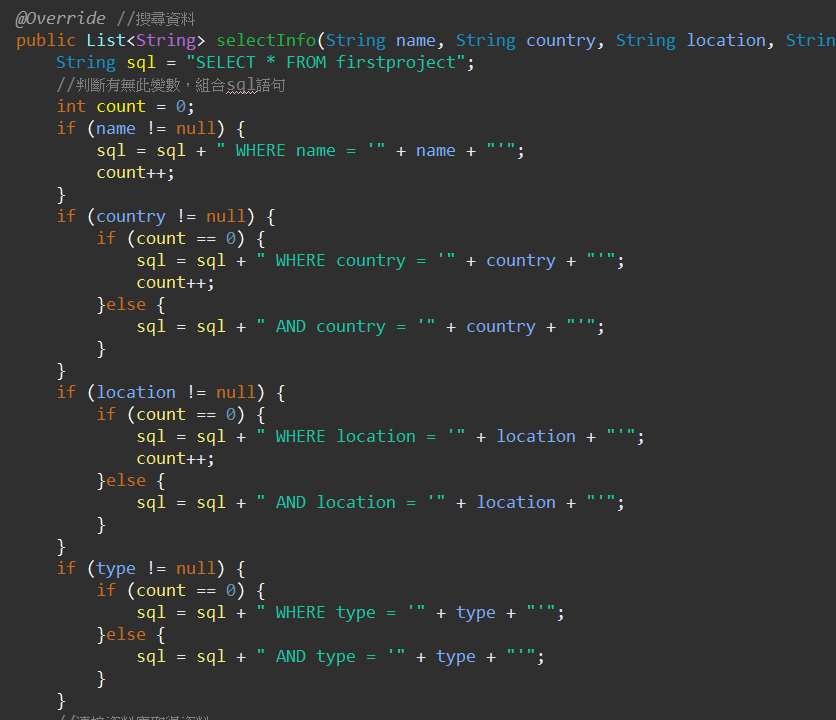 @Override //搜尋資料
public List<String> selectInfo(String name, String country, String location, Strin
String sql = "SELECT * FROM firstproject";
//判斷有無此變數，組合sql語句
int count = 0;
if (name != null) {
sql = sql + " WHERE name = '" + name + "'";
count++;
}
if (country != null) {
if (count == 0) {
sql = sql + " WHERE country = '" + country + "'";
count++;
}else {
sql = sql + " AND country = '" + country + "'";
}
}
if (location != null) {
if (count == 0) {
sql = sql + " WHERE location = '" + location + "'";
count++;
}else {
sql = sql + " AND location = '" + location + "'";
}
}
if (type != null) {
if (count == 0) {
sql = sql + " WHERE type = '" + type + "'";
}else {
sql = sql + " AND type = '" + type + "'";
}
}